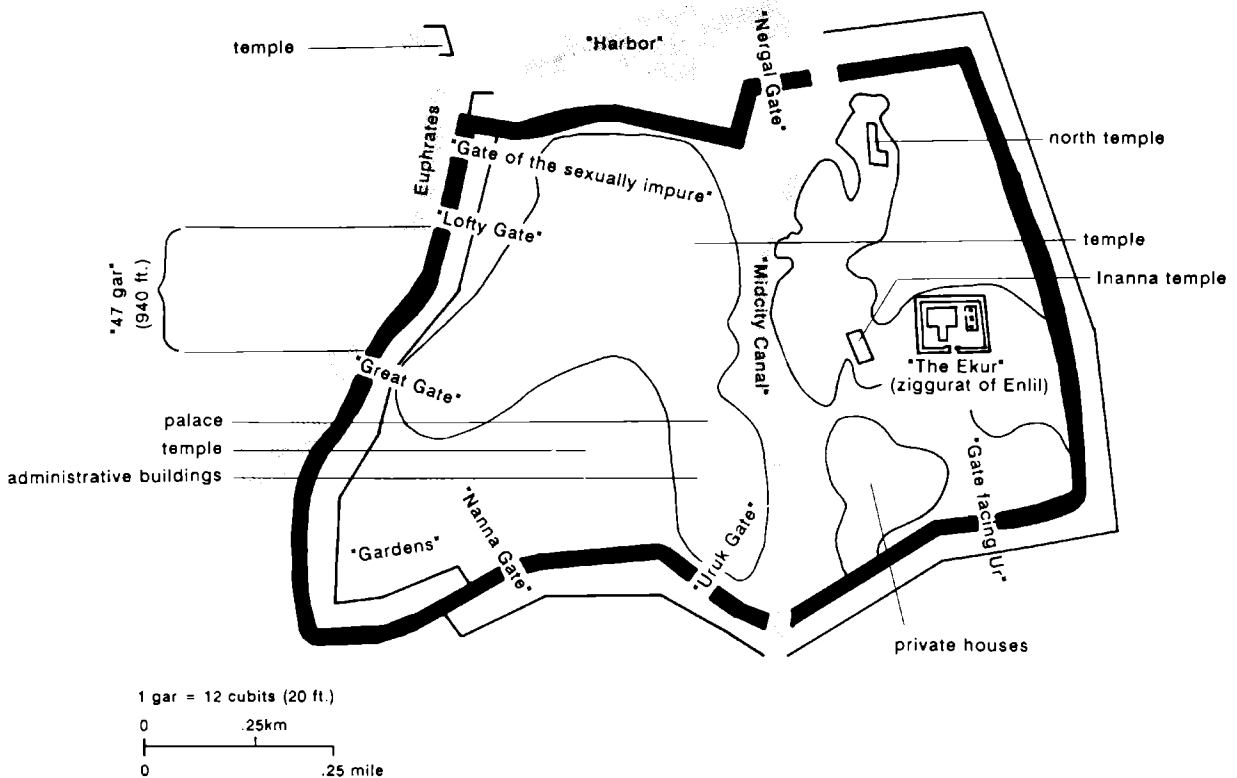 temple
"Harbor"
"Nergal Gate"
Euphrates
north temple
"Gate of the sexually impure"
"Lofty Gate"
temple
"47 gar"
(940 ft.)
"Midcity Canal"
Inanna temple
"Great Gate"
"The Ekur"
(ziggurat of Enlil)
palace
temple
administrative buildings
"Gate facing Ur"
"Nanna Gate"
"Uruk Gate"
"Gardens"
private houses
1 gar = 12 cubits (20 ft.)
0 .25km
0 .25 mile